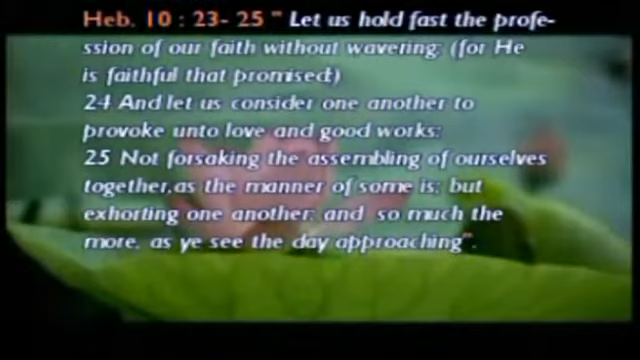 Heb. 10 : 23- 25 " Let us hold fast the profe-
ssion of our faith without wavering; (for He
is faithful that promised;)
24 And let us consider one another to
provoke unto love and good works:
25 Not forsaking the assembling of ourselves
together,as the manner of some is; but
exhorting one another: and so much the
more, as ye see the day approaching".